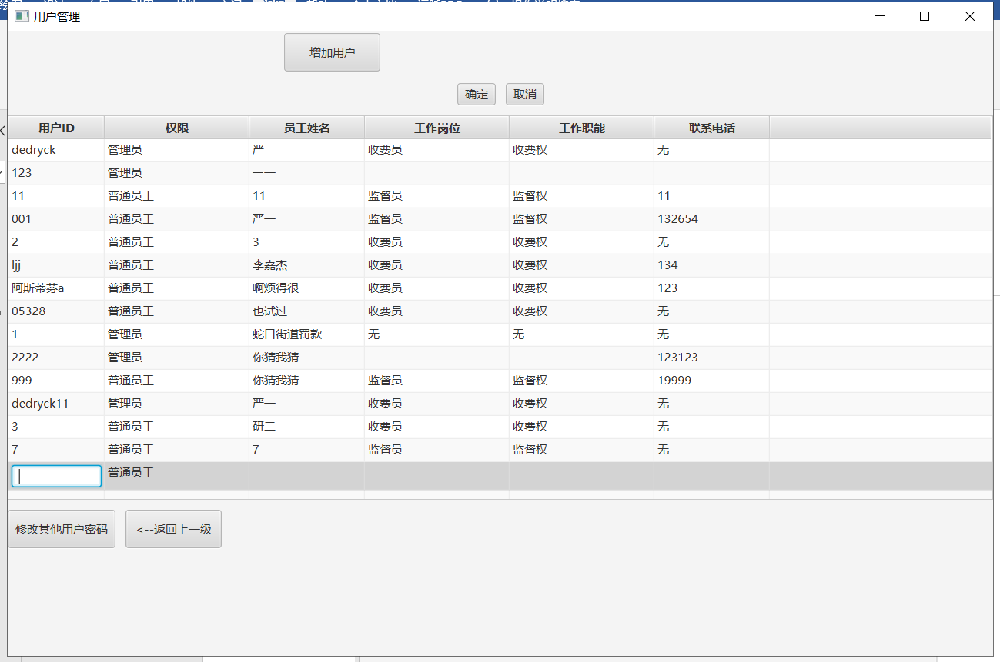 用户管理
增加用户
确定 取消
用户ID 权限 员工姓名 工作岗位 工作职能 联系电话
dedryck 管理员 严 收费员 收费权 无
123 管理员 一一
11 普通员工 11 监督员 监督权 11
001 普通员工 严一 监督员 监督权 132654
2 普通员工 3 收费员 收费权 无
ljj 普通员工 李嘉杰 收费员 收费权 134
阿斯蒂芬a 普通员工 啊烦得很 收费员 收费权 123
05328 普通员工 也试过 收费员 收费权 无
1 管理员 蛇口街道罚款 无 无 无
2222 管理员 你猜我猜 123123
999 普通员工 你猜我猜 监督员 监督权 19999
dedryck11 管理员 严一 收费员 收费权 无
3 普通员工 研二 收费员 收费权 无
7 普通员工 7 监督员 监督权 无
普通员工
修改其他用户密码 <--返回上一级